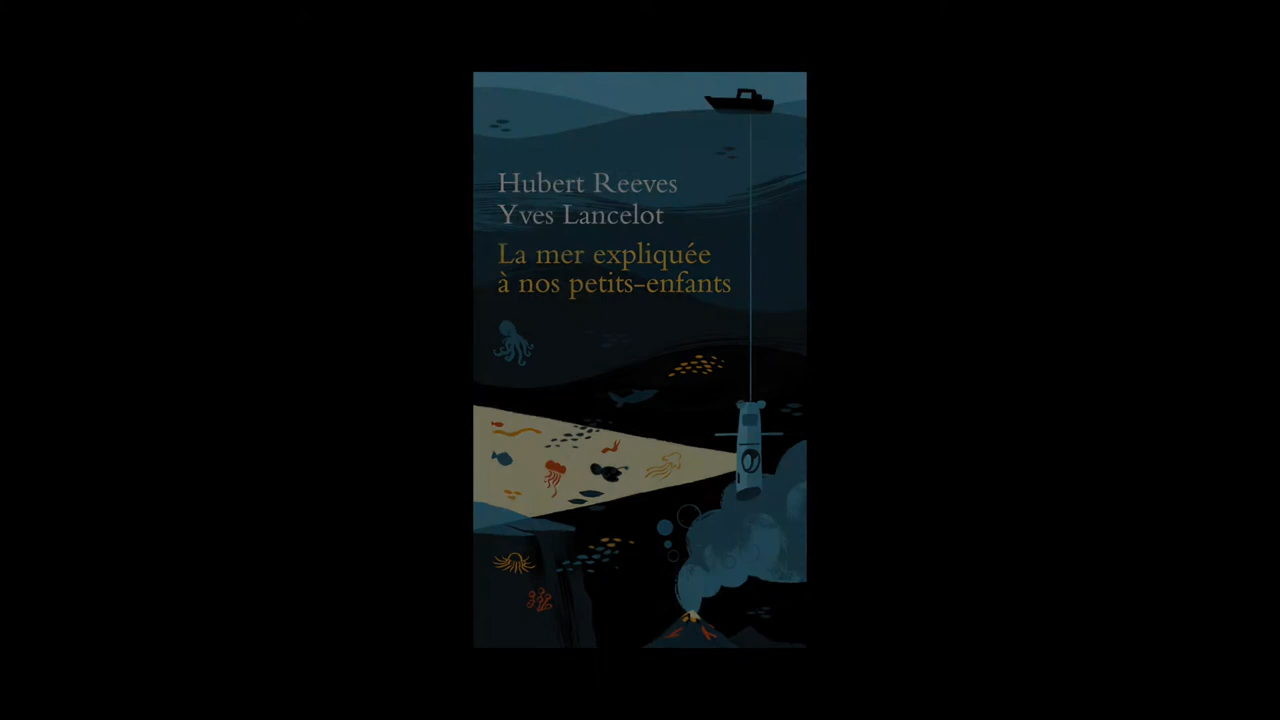 Hubert Reeves
Yves Lancelot
La mer expliquée
à nos petits-enfants